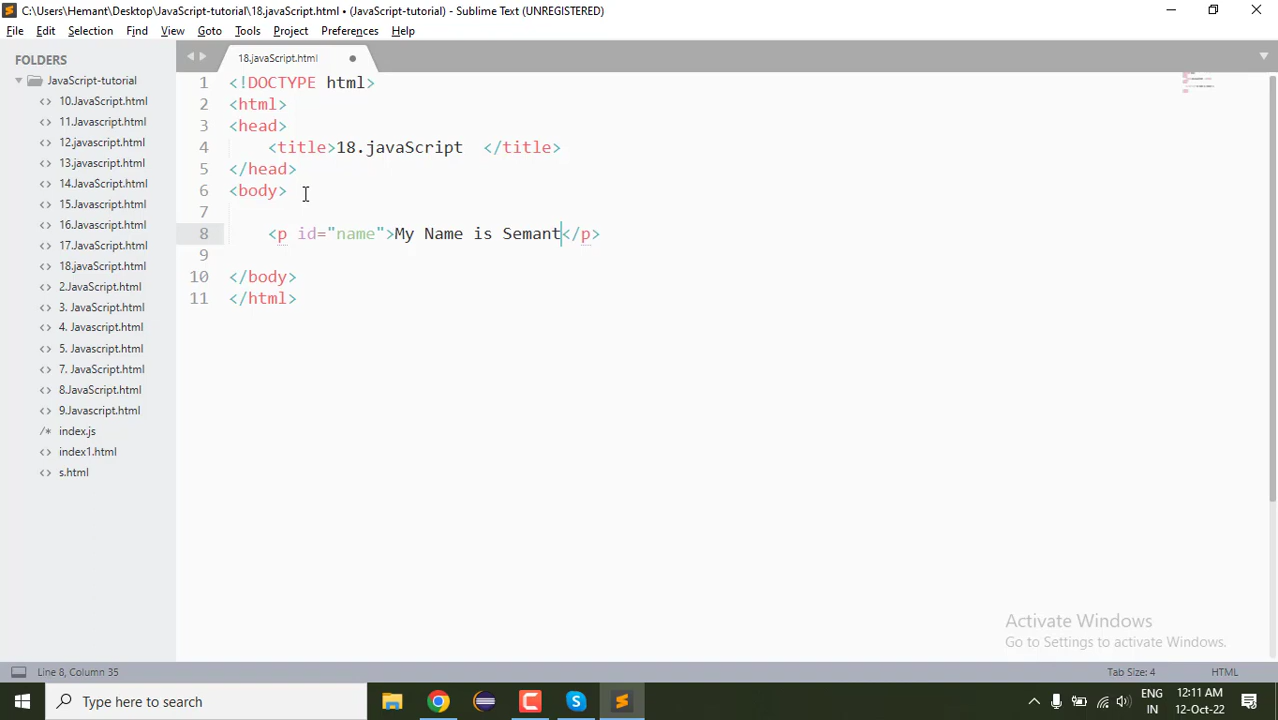 C:\Users\Hemant\Desktop\JavaScript-tutorial\18.javaScript.html • (JavaScript-tutorial) - Sublime Text (UNREGISTERED)
File Edit Selection Find View Goto Tools Project Preferences Help
FOLDERS
JavaScript-tutorial
<> 10.JavaScript.html
<> 11.Javascript.html
<> 12.javascript.html
<> 13.javascript.html
<> 14.JavaScript.html
<> 15.JavaScript.html
<> 16.JavaScript.html
<> 17.JavaScript.html
<> 18.javaScript.html
<> 2.JavaScript.html
<> 3. JavaScript.html
<> 4. Javascript.html
<> 5. Javascript.html
<> 7. JavaScript.html
<> 8.JavaScript.html
<> 9.Javascript.html
/* index.js
<> index1.html
<> s.html
18.javaScript.html
1 <!DOCTYPE html>
2 <html>
3 <head>
4 <title>18.javaScript </title>
5 </head>
6 <body>
7
8 <p id="name">My Name is Semant</p>
9
10 </body>
11 </html>
Activate Windows
Go to Settings to activate Windows.
Line 8, Column 35
Tab Size: 4
HTML
Type here to search
ENG
IN
12:11 AM
12-Oct-22